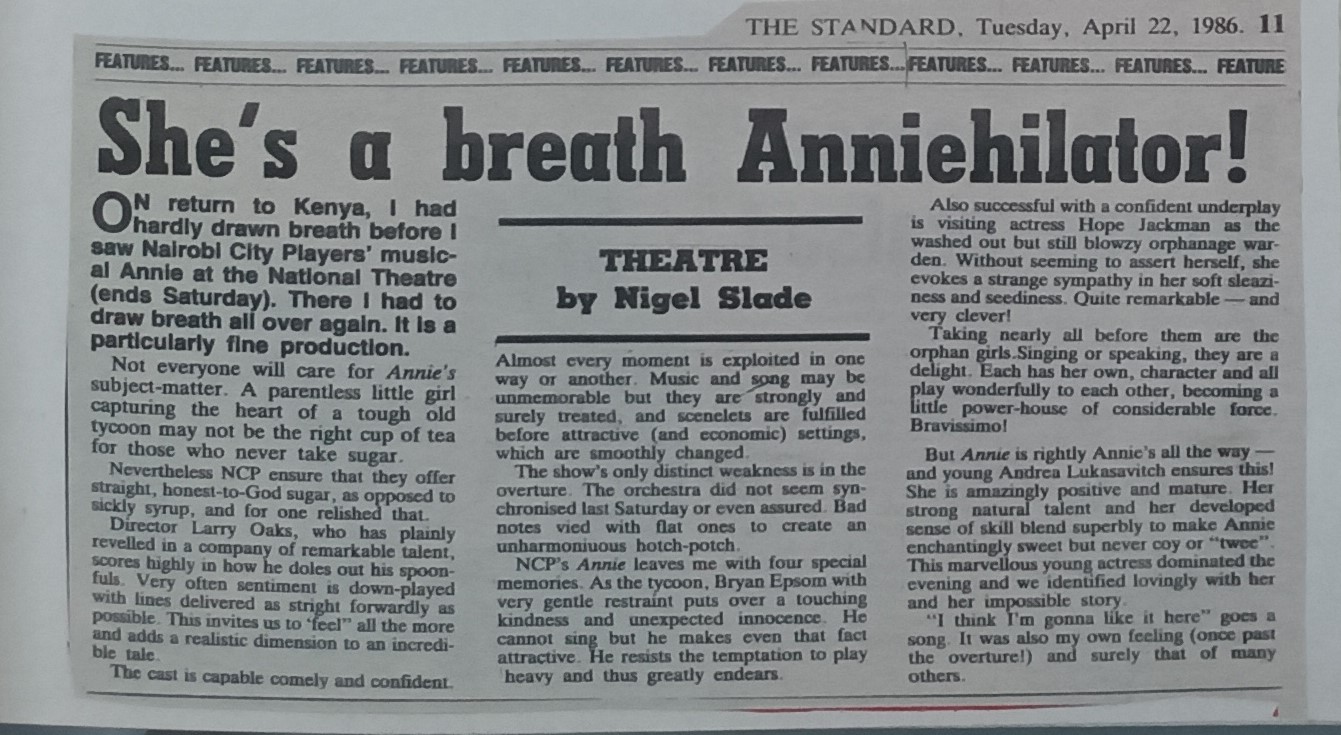 THE STANDARD, Tuesday, April 22, 1986. 11
FEATURES... FEATURES... FEATURES... FEATURES... FEATURES... FEATURES... FEATURES... FEATURES... FEATURES... FEATURES... FEATURES... FEATURE
She's a breath Anniehilator!
ON return to Kenya, I had
hardly drawn breath before I
saw Nairobi City Players' music-
al Annie at the National Theatre
(ends Saturday). There I had to
draw breath all over again. It is a
particularly fine production.
Not everyone will care for Annie's
subject-matter. A parentless little girl
capturing the heart of a tough old
tycoon may not be the right cup of tea
for those who never take sugar.
Nevertheless NCP ensure that they offer
straight, honest-to-God sugar, as opposed to
sickly syrup, and for one relished that.
Director Larry Oaks, who has plainly
revelled in a company of remarkable talent,
scores highly in how he doles out his spoon-
fuls. Very often sentiment is down-played
with lines delivered as stright forwardly as
possible. This invites us to 'feel" all the more
and adds a realistic dimension to an incredi-
ble tale.
The cast is capable comely and confident.
THEATRE
by Nigel Slade
Almost every moment is exploited in one
way or another. Music and song may be
unmemorable but they are strongly and
surely treated, and scenelets are fulfilled
before attractive (and economic) settings,
which are smoothly changed.
The show's only distinct weakness is in the
overture. The orchestra did not seem syn-
chronised last Saturday or even assured. Bad
notes vied with flat ones to create an
unharmoniuous hotch-potch.
NCP's Annie leaves me with four special
memories. As the tycoon, Bryan Epsom with
very gentle restraint puts over a touching
kindness and unexpected innocence. He
cannot sing but he makes even that fact
attractive. He resists the temptation to play
heavy and thus greatly endears.
Also successful with a confident underplay
is visiting actress Hope Jackman as the
washed out but still blowzy orphanage war-
den. Without seeming to assert herself, she
evokes a strange sympathy in her soft sleazi-
ness and seediness. Quite remarkable — and
very clever!
Taking nearly all before them are the
orphan girls.Singing or speaking, they are a
delight. Each has her own, character and all
play wonderfully to each other, becoming a
little power-house of considerable force.
Bravissimo!
But Annie is rightly Annie's all the way —
and young Andrea Lukasavitch ensures this!
She is amazingly positive and mature. Her
strong natural talent and her developed
sense of skill blend superbly to make Annie
enchantingly sweet but never coy or "twee".
This marvellous young actress dominated the
evening and we identified lovingly with her
and her impossible story.
"I think I'm gonna like it here" goes a
song. It was also my own feeling (once past
the overture!) and surely that of many
others.